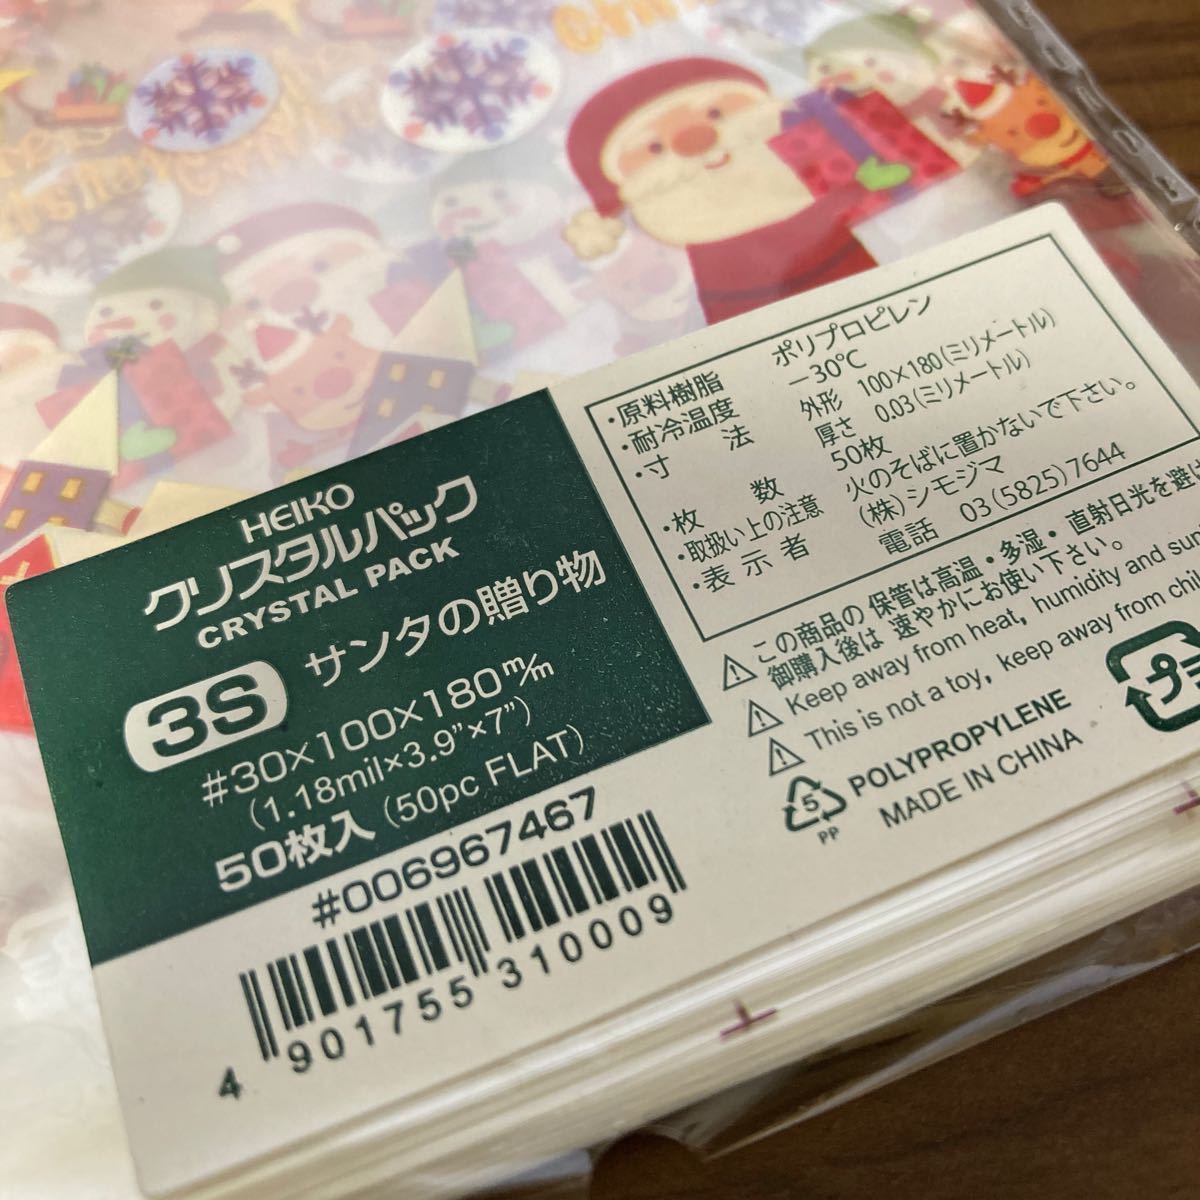 HEIKO
クリスタルパック
CRYSTAL PACK
3S サンタの贈り物
#30×100×180m/m
(1.18mil×3.9"×7")
50枚入 (50pc FLAT)
#006967467
4 901755 310009
・原料樹脂 ポリプロピレン
・耐冷温度 −30℃
・寸法 外形 100×180(ミリメートル)
厚さ 0.03(ミリメートル)
・枚数 50枚
・取扱い上の注意 火のそばに置かないで下さい。
・表示者 (株)シモジマ
電話 03(5825)7644
この商品の保管は高温・多湿・直射日光を避け
御購入後は速やかにお使い下さい。
Keep away from heat, humidity and
This is not a toy, keep away from
5
PP
POLYPROPYLENE
MADE IN CHINA
プラ